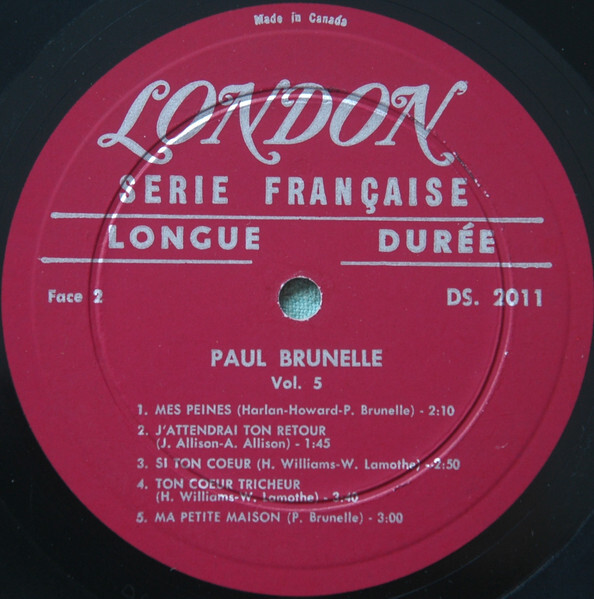 Made in Canada
LONDON
SERIE FRANÇAISE
LONGUE DURÉE
Face 2 DS. 2011
PAUL BRUNELLE
Vol. 5
1. MES PEINES (Harlan-Howard-P. Brunelle) - 2:10
2. J'ATTENDRAI TON RETOUR
(J. Allison-A. Allison) - 1:45
3. SI TON COEUR (H. Williams-W. Lamothe) - 2:50
4. TON COEUR TRICHEUR
(H. Williams-W. Lamothe) - 3:40
5. MA PETITE MAISON (P. Brunelle) - 3:00